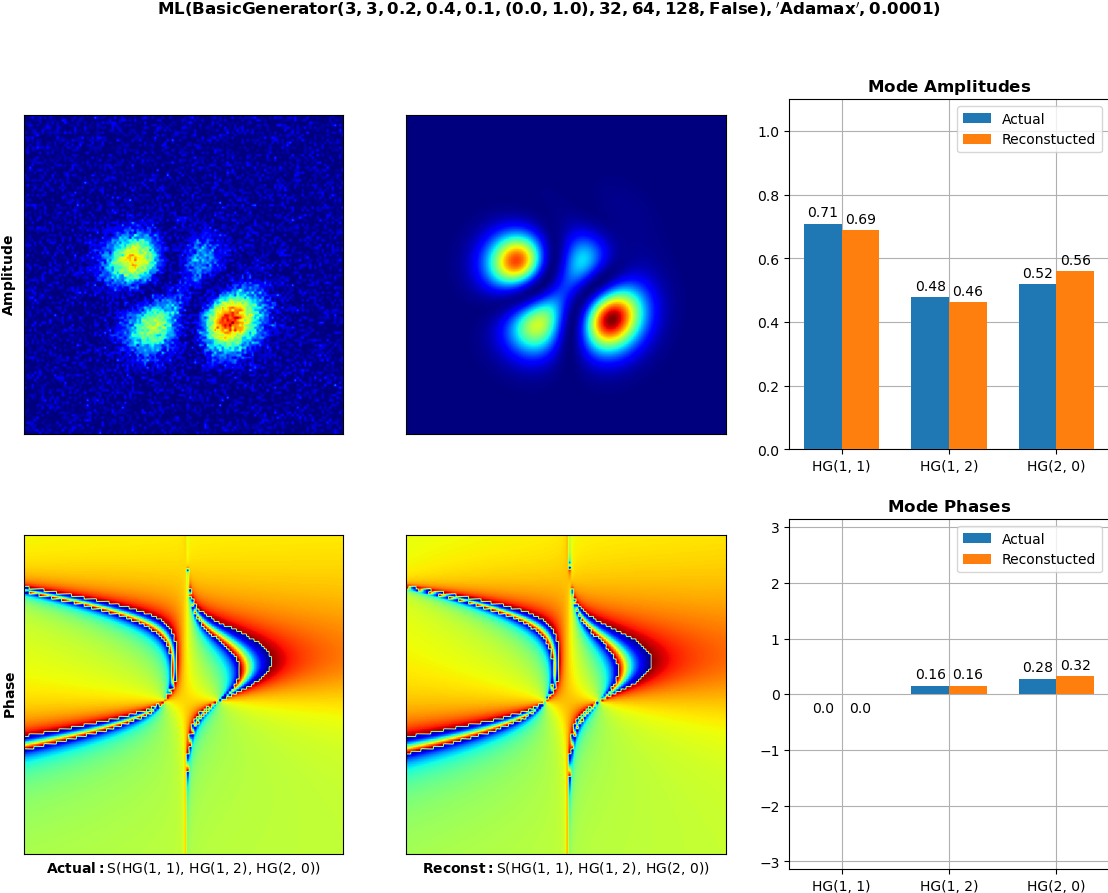 ML(BasicGenerator(3, 3, 0.2, 0.4, 0.1, (0.0, 1.0), 32, 64, 128, False), 'Adamax', 0.0001)
Amplitude
Mode Amplitudes
Actual
Reconstucted
1.0
0.8
0.6
0.4
0.2
0.0
0.71
0.69
0.48
0.46
0.52
0.56
HG(1, 1)
HG(1, 2)
HG(2, 0)
Phase
Actual: S(HG(1, 1), HG(1, 2), HG(2, 0))
Reconst: S(HG(1, 1), HG(1, 2), HG(2, 0))
Mode Phases
Actual
Reconstucted
3
2
1
0
−1
−2
−3
0.0
0.0
0.16
0.16
0.28
0.32
HG(1, 1)
HG(1, 2)
HG(2, 0)